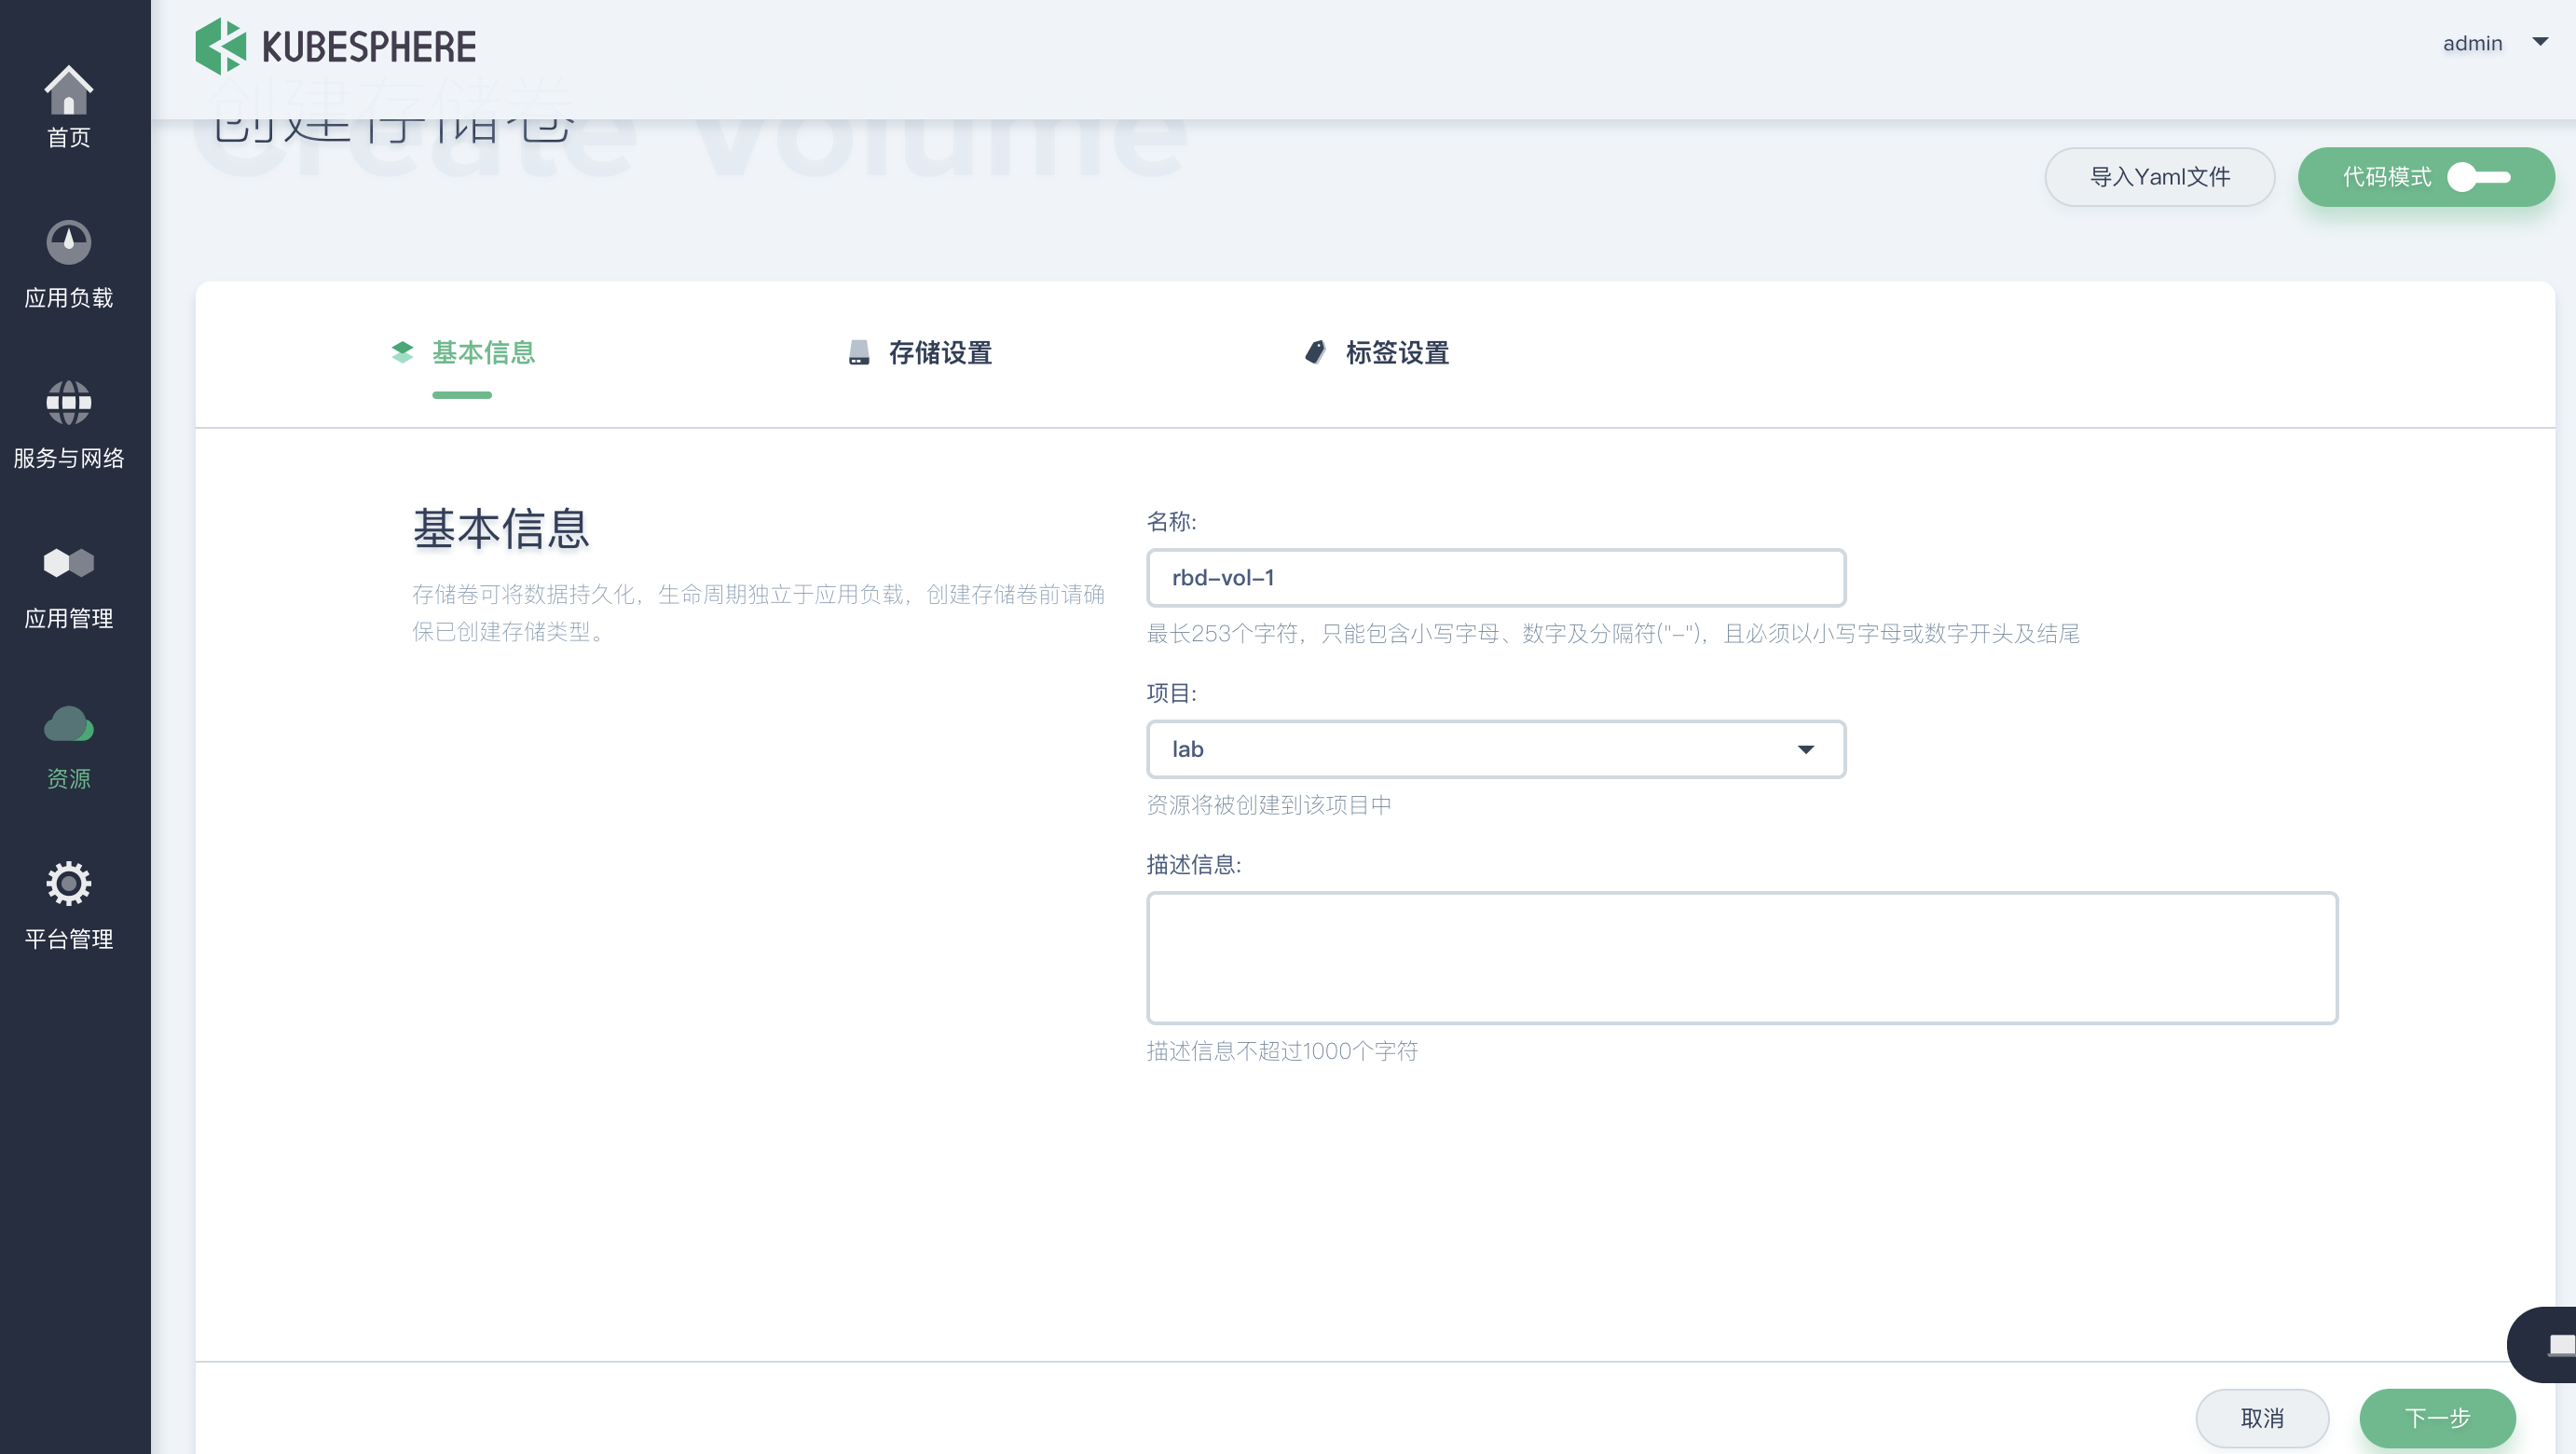 KUBESPHERE
admin
首页
应用负载
服务与网络
应用管理
资源
平台管理
创建存储卷
Create Volume
导入Yaml文件
代码模式
基本信息
存储设置
标签设置
基本信息
存储卷可将数据持久化，生命周期独立于应用负载，创建存储卷前请确
保已创建存储类型。
名称:
rbd-vol-1
最长253个字符，只能包含小写字母、数字及分隔符("-")，且必须以小写字母或数字开头及结尾
项目:
lab
资源将被创建到该项目中
描述信息:
描述信息不超过1000个字符
取消
下一步